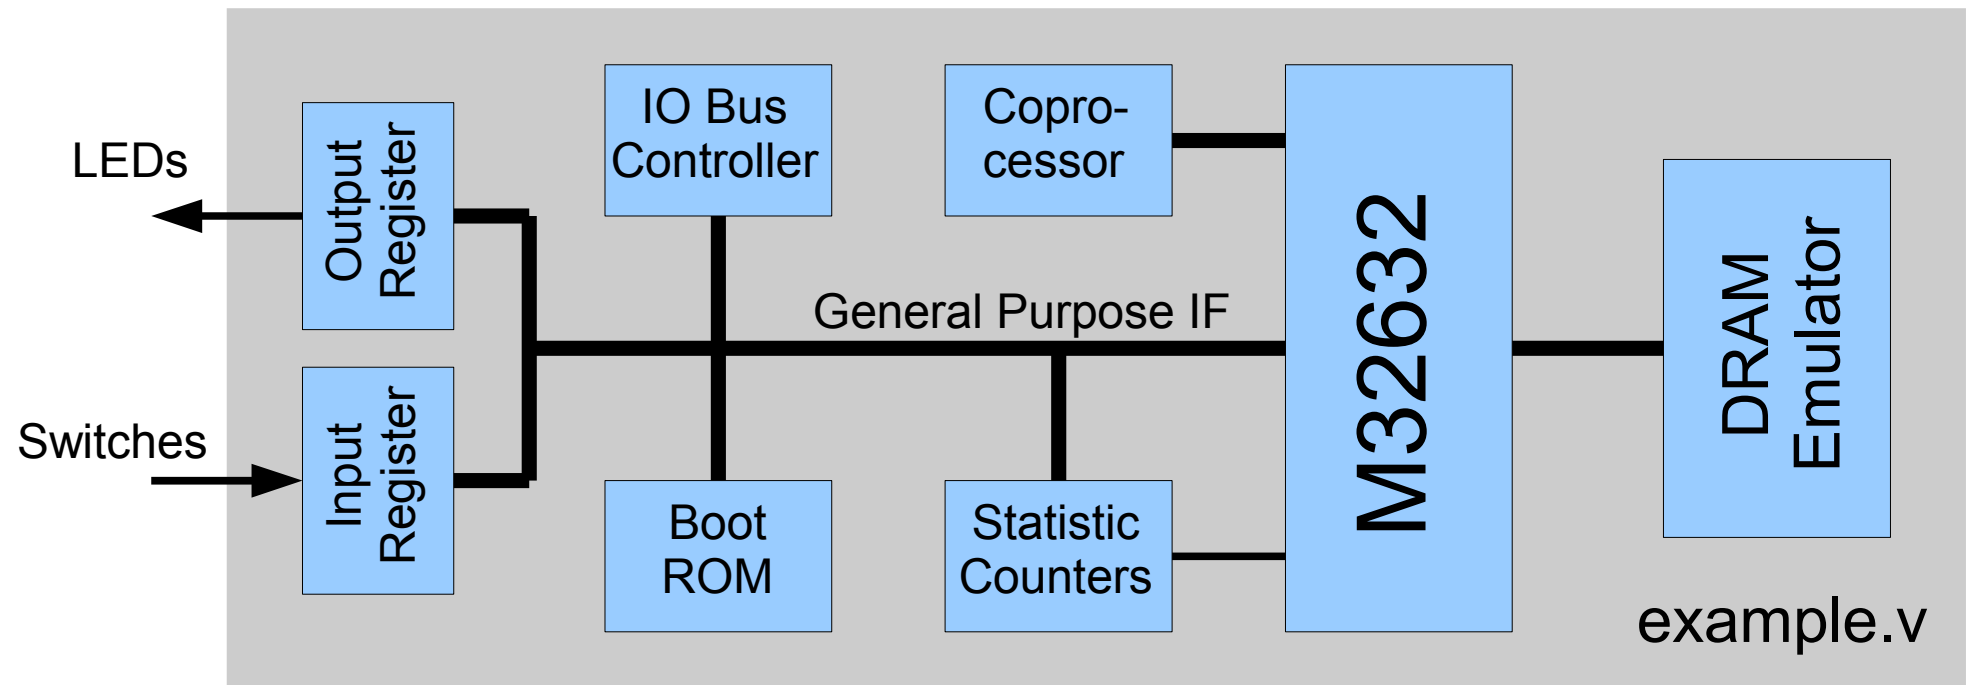 LEDs
Switches
Output
Register
Input
Register
IO Bus
Controller
Boot
ROM
General Purpose IF
Copro-
cessor
Statistic
Counters
M32632
DRAM
Emulator
example.v